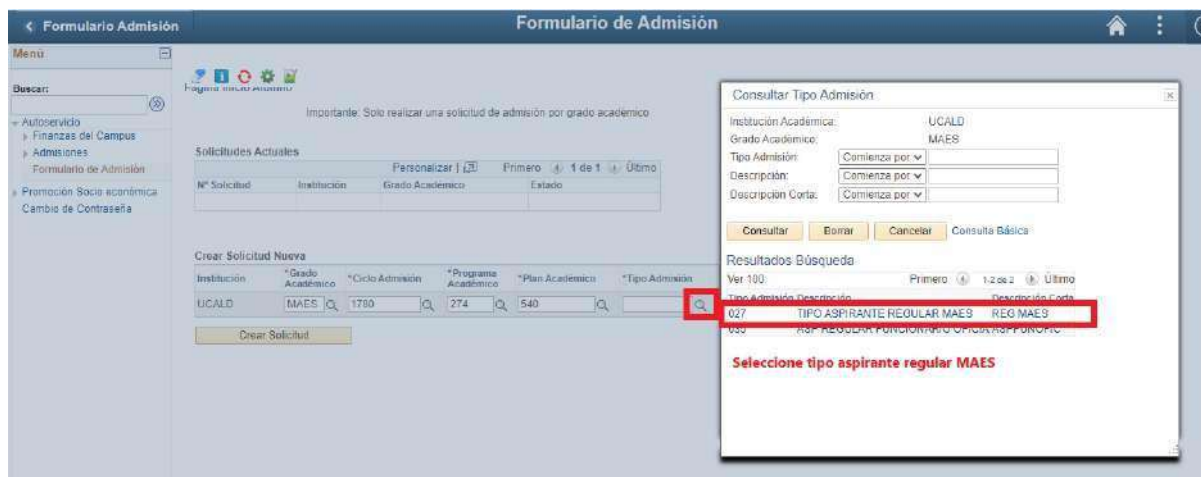 Formulario Admisión
Formulario de Admisión
Menú
Buscar:
Autoservicio
Finanzas del Campus
Admisiones
Formulario de Admisión
Promoción Socio económica
Cambio de Contraseña
Página Inicio
Importante: Solo realizar una solicitud de admisión por grado académico
Solicitudes Actuales
Personalizar | Primero 1 de 1 Último
Nº Solicitud Institución Grado Académico Estado
Crear Solicitud Nueva
Institución *Grado Académico *Ciclo Admisión *Programa Académico *Plan Académico *Tipo Admisión
UCALD MAES 1780 274 540
Crear Solicitud
Consultar Tipo Admisión
Institución Académica: UCALD
Grado Académico: MAES
Tipo Admisión: Comienza por
Descripción: Comienza por
Descripción Corta: Comienza por
Consultar Borrar Cancelar Consulta Básica
Resultados Búsqueda
Ver 100 Primero 1-2 de 2 Último
Tipo Admisión Descripción Descripción Corta
027 TIPO ASPIRANTE REGULAR MAES REG MAES
ASP REGULAR FUNCIONARIO
Seleccione tipo aspirante regular MAES